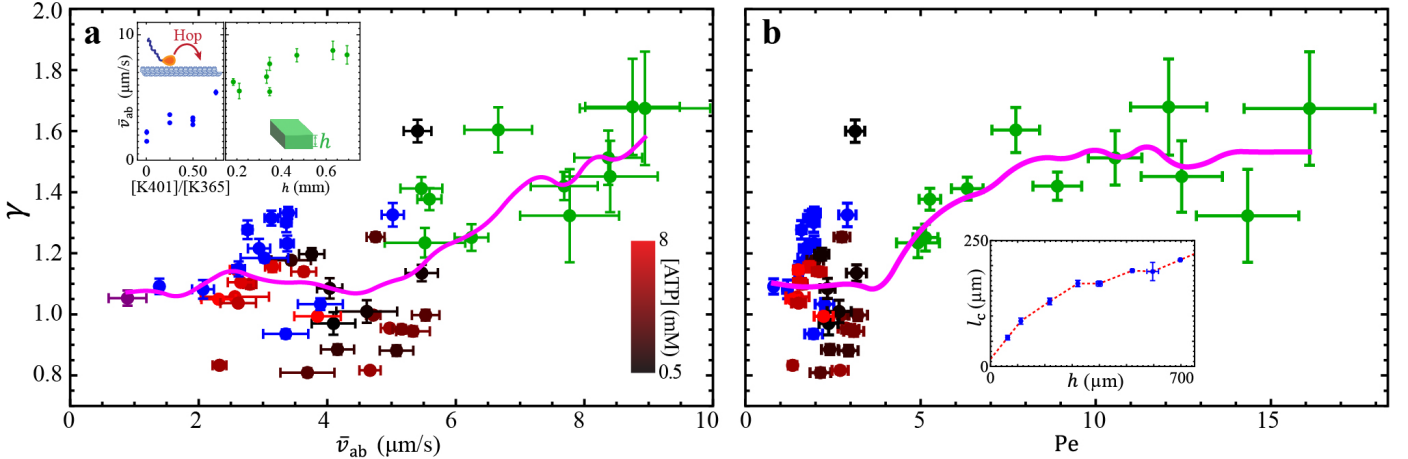 a
2.0
1.8
1.6
1.4
1.2
1.0
0.8
γ
0
2
4
6
8
10
v̄ab (μm/s)
10
0
v̄ab (μm/s)
Hop
0
0.50
[K401]/[K365]
h
0.2
0.4
0.6
h (mm)
8
[ATP] (mM)
0.5
b
0
5
10
15
Pe
250
0
lc (μm)
0
700
h (μm)